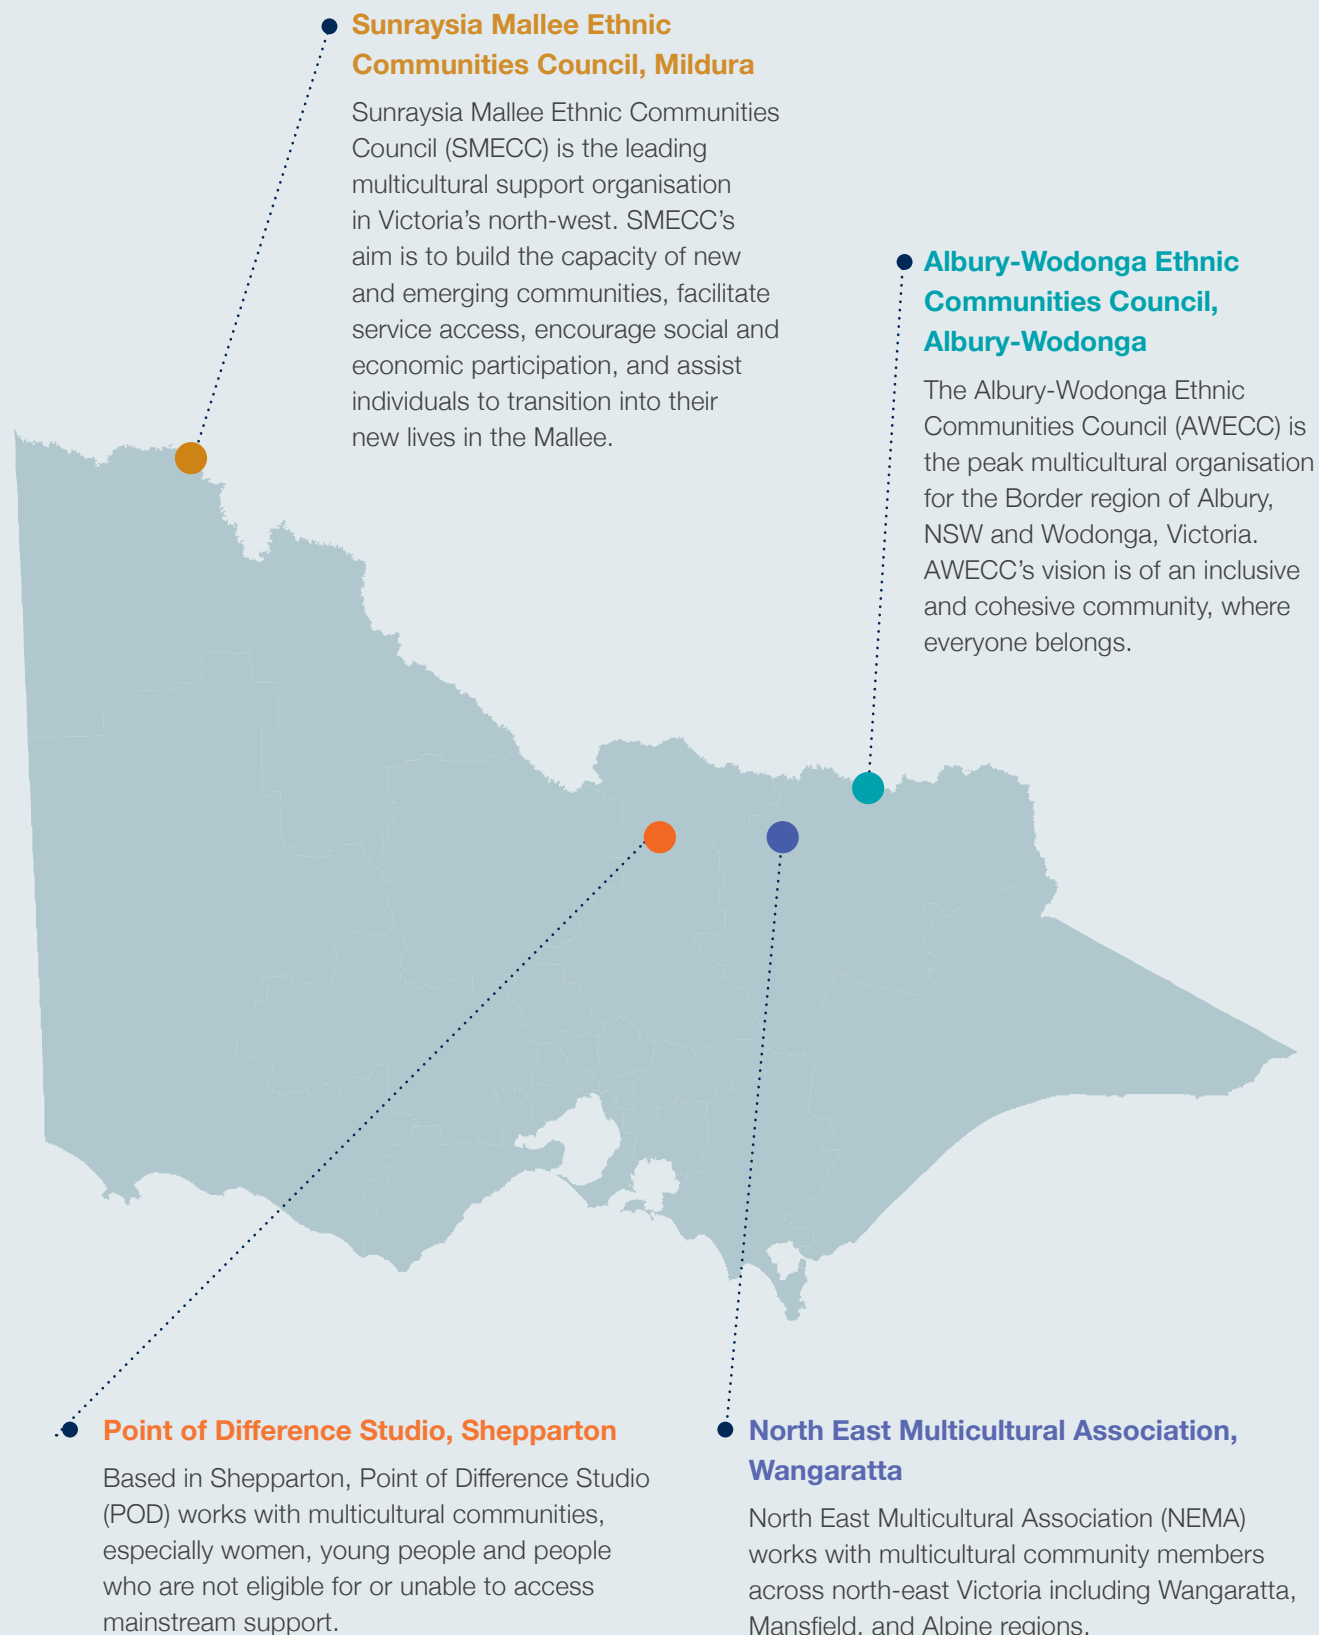 Sunraysia Mallee Ethnic
Communities Council, Mildura
Sunraysia Mallee Ethnic Communities
Council (SMECC) is the leading
multicultural support organisation
in Victoria’s north-west. SMECC’s
aim is to build the capacity of new
and emerging communities, facilitate
service access, encourage social and
economic participation, and assist
individuals to transition into their
new lives in the Mallee.
Albury-Wodonga Ethnic
Communities Council,
Albury-Wodonga
The Albury-Wodonga Ethnic
Communities Council (AWECC) is
the peak multicultural organisation
for the Border region of Albury,
NSW and Wodonga, Victoria.
AWECC’s vision is of an inclusive
and cohesive community, where
everyone belongs.
Point of Difference Studio, Shepparton
Based in Shepparton, Point of Difference Studio
(POD) works with multicultural communities,
especially women, young people and people
who are not eligible for or unable to access
mainstream support.
North East Multicultural Association,
Wangaratta
North East Multicultural Association (NEMA)
works with multicultural community members
across north-east Victoria including Wangaratta,
Mansfield, and Alpine regions.